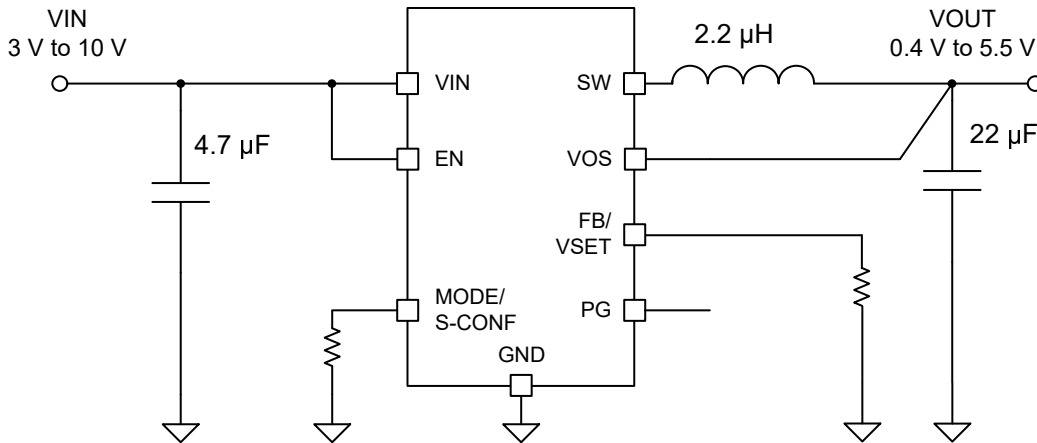 VIN
3 V to 10 V
4.7 µF
VIN
EN
MODE/
S-CONF
GND
SW
VOS
FB/
VSET
PG
2.2 µH
VOUT
0.4 V to 5.5 V
22 µF